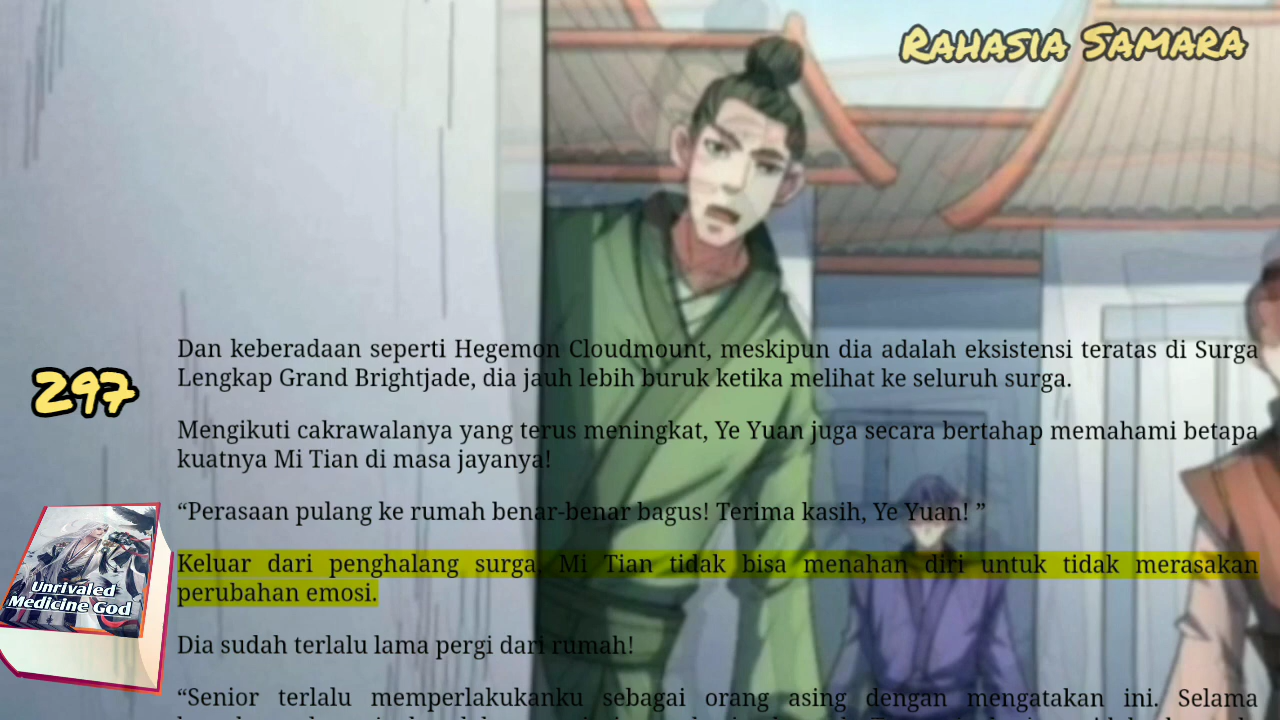 Rahasia Samara
Dan keberadaan seperti Hegemon Cloudmount, meskipun dia adalah eksistensi teratas di Surga
Lengkap Grand Brightjade, dia jauh lebih buruk ketika melihat ke seluruh surga.
297
Mengikuti cakrawalanya yang terus meningkat, Ye Yuan juga secara bertahap memahami betapa
kuatnya Mi Tian di masa jayanya!
“Perasaan pulang ke rumah benar-benar bagus! Terima kasih, Ye Yuan! ”
Keluar dari penghalang surga, Mi Tian tidak bisa menahan diri untuk tidak merasakan
perubahan emosi.
Unrivaled
Medicine God
Dia sudah terlalu lama pergi dari rumah!
“Senior terlalu memperlakukanku sebagai orang asing dengan mengatakan ini. Selama